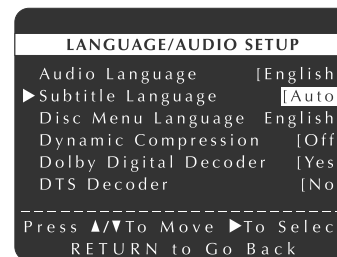 LANGUAGE/AUDIO SETUP
Audio Language [English
▶Subtitle Language [Auto
Disc Menu Language English
Dynamic Compression [Off
Dolby Digital Decoder [Yes
DTS Decoder [No
Press ▲/▼To Move ▶To Selec
RETURN to Go Back